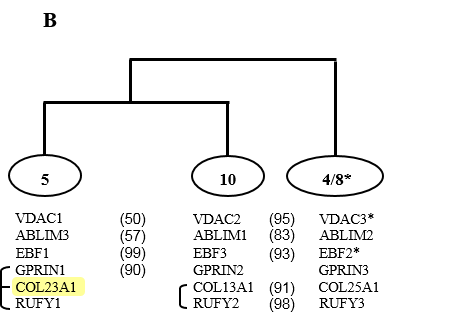 B
5 10 4/8*
VDAC1 (50) VDAC2 (95) VDAC3*
ABLIM3 (57) ABLIM1 (83) ABLIM2
EBF1 (99) EBF3 (93) EBF2*
GPRIN1 (90) GPRIN2 GPRIN3
COL23A1 COL13A1 (91) COL25A1
RUFY1 RUFY2 (98) RUFY3